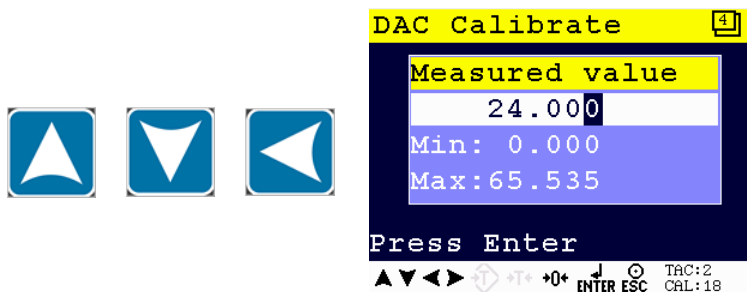 DAC Calibrate 4
Measured value
24.000
Min: 0.000
Max:65.535
Press Enter
T →T← →0← ENTER ESC TAC:2 CAL:18